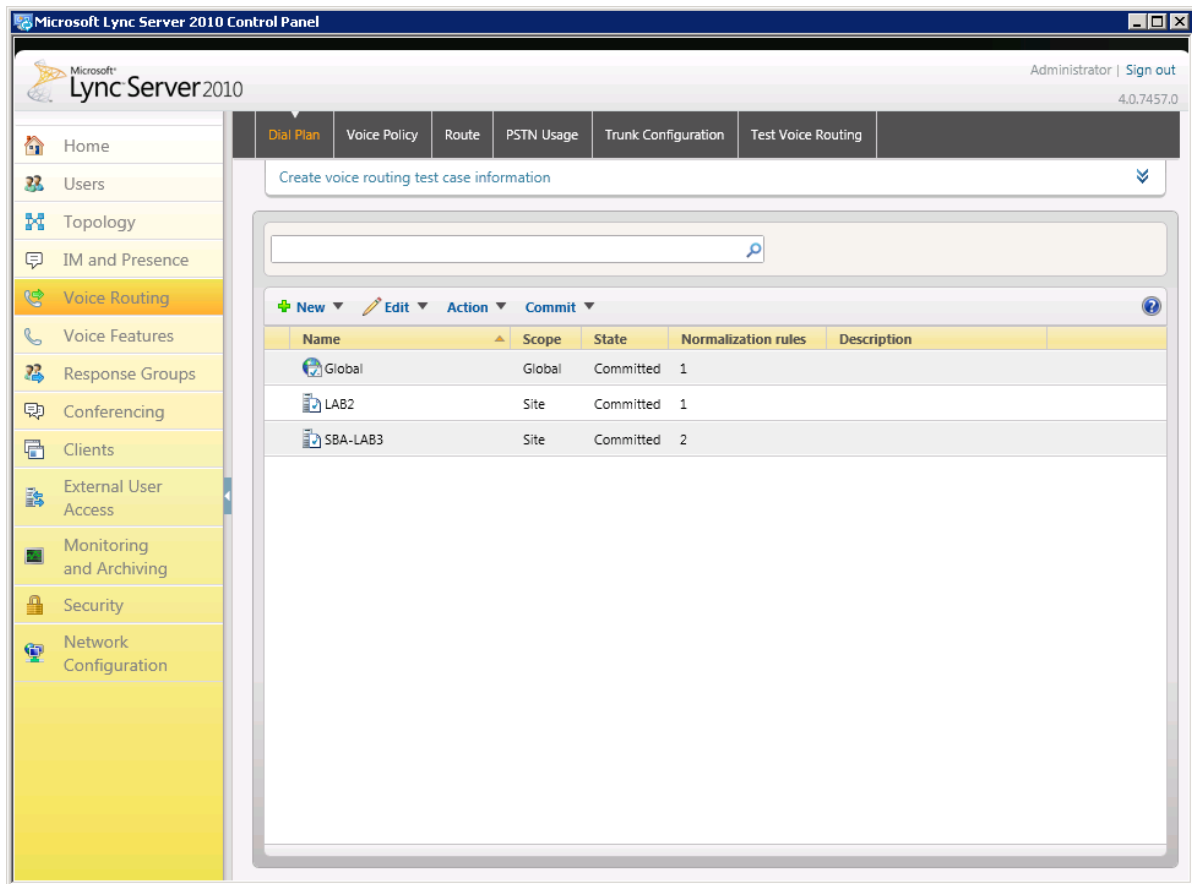 Microsoft Lync Server 2010 Control Panel
Microsoft®
Lync Server 2010
Administrator | Sign out
4.0.7457.0
Home
Users
Topology
IM and Presence
Voice Routing
Voice Features
Response Groups
Conferencing
Clients
External User
Access
Monitoring
and Archiving
Security
Network
Configuration
Dial Plan Voice Policy Route PSTN Usage Trunk Configuration Test Voice Routing
Create voice routing test case information
New Edit Action Commit
Name Scope State Normalization rules Description
Global Global Committed 1
LAB2 Site Committed 1
SBA-LAB3 Site Committed 2